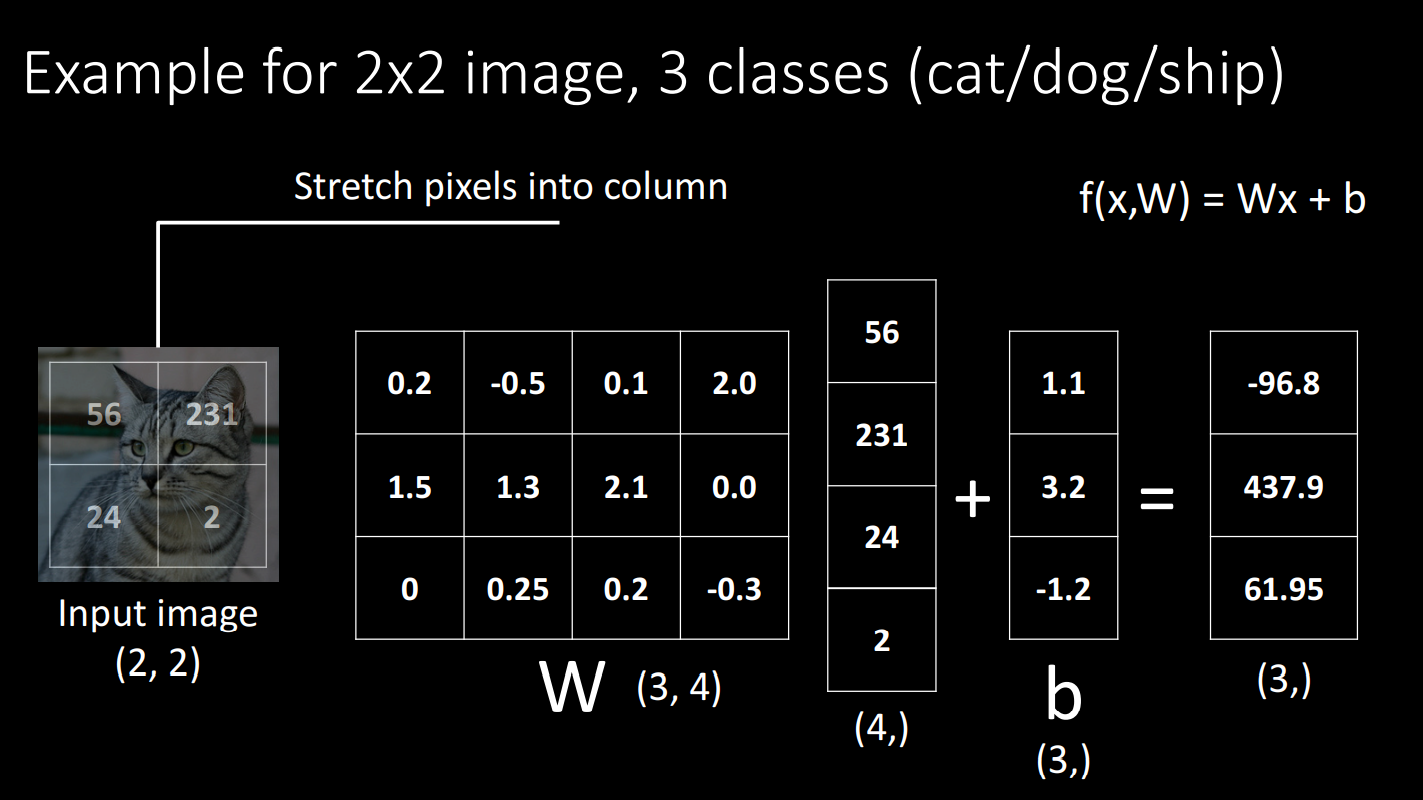 Example for 2x2 image, 3 classes (cat/dog/ship)
Stretch pixels into column
f(x,W) = Wx + b
56 231
24 2
Input image
(2, 2)
0.2 -0.5 0.1 2.0
1.5 1.3 2.1 0.0
0 0.25 0.2 -0.3
W (3, 4)
56
231
24
2
(4,)
+
1.1
3.2
-1.2
b
(3,)
=
-96.8
437.9
61.95
(3,)